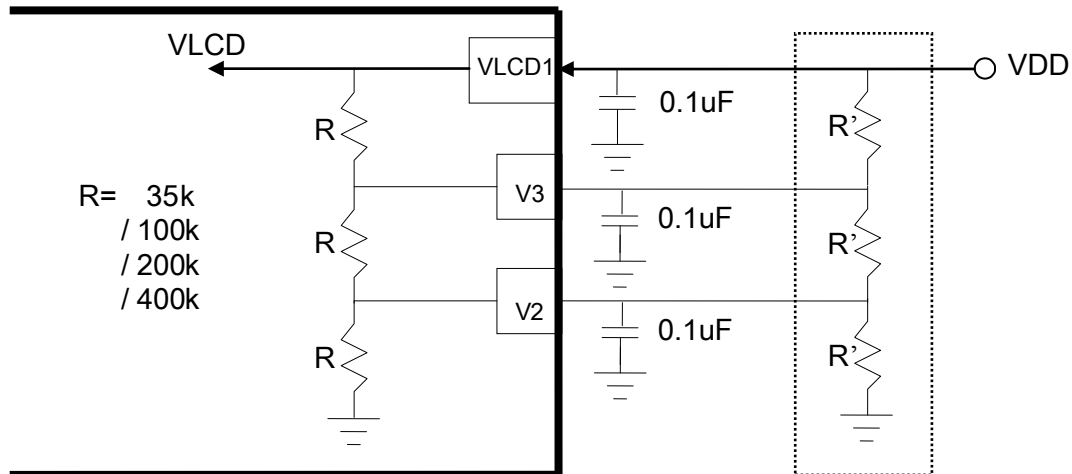 VLCD
VLCD1
VDD
0.1uF
R
R’
V3
R= 35k
/ 100k
/ 200k
/ 400k
0.1uF
R
R’
V2
0.1uF
R
R’